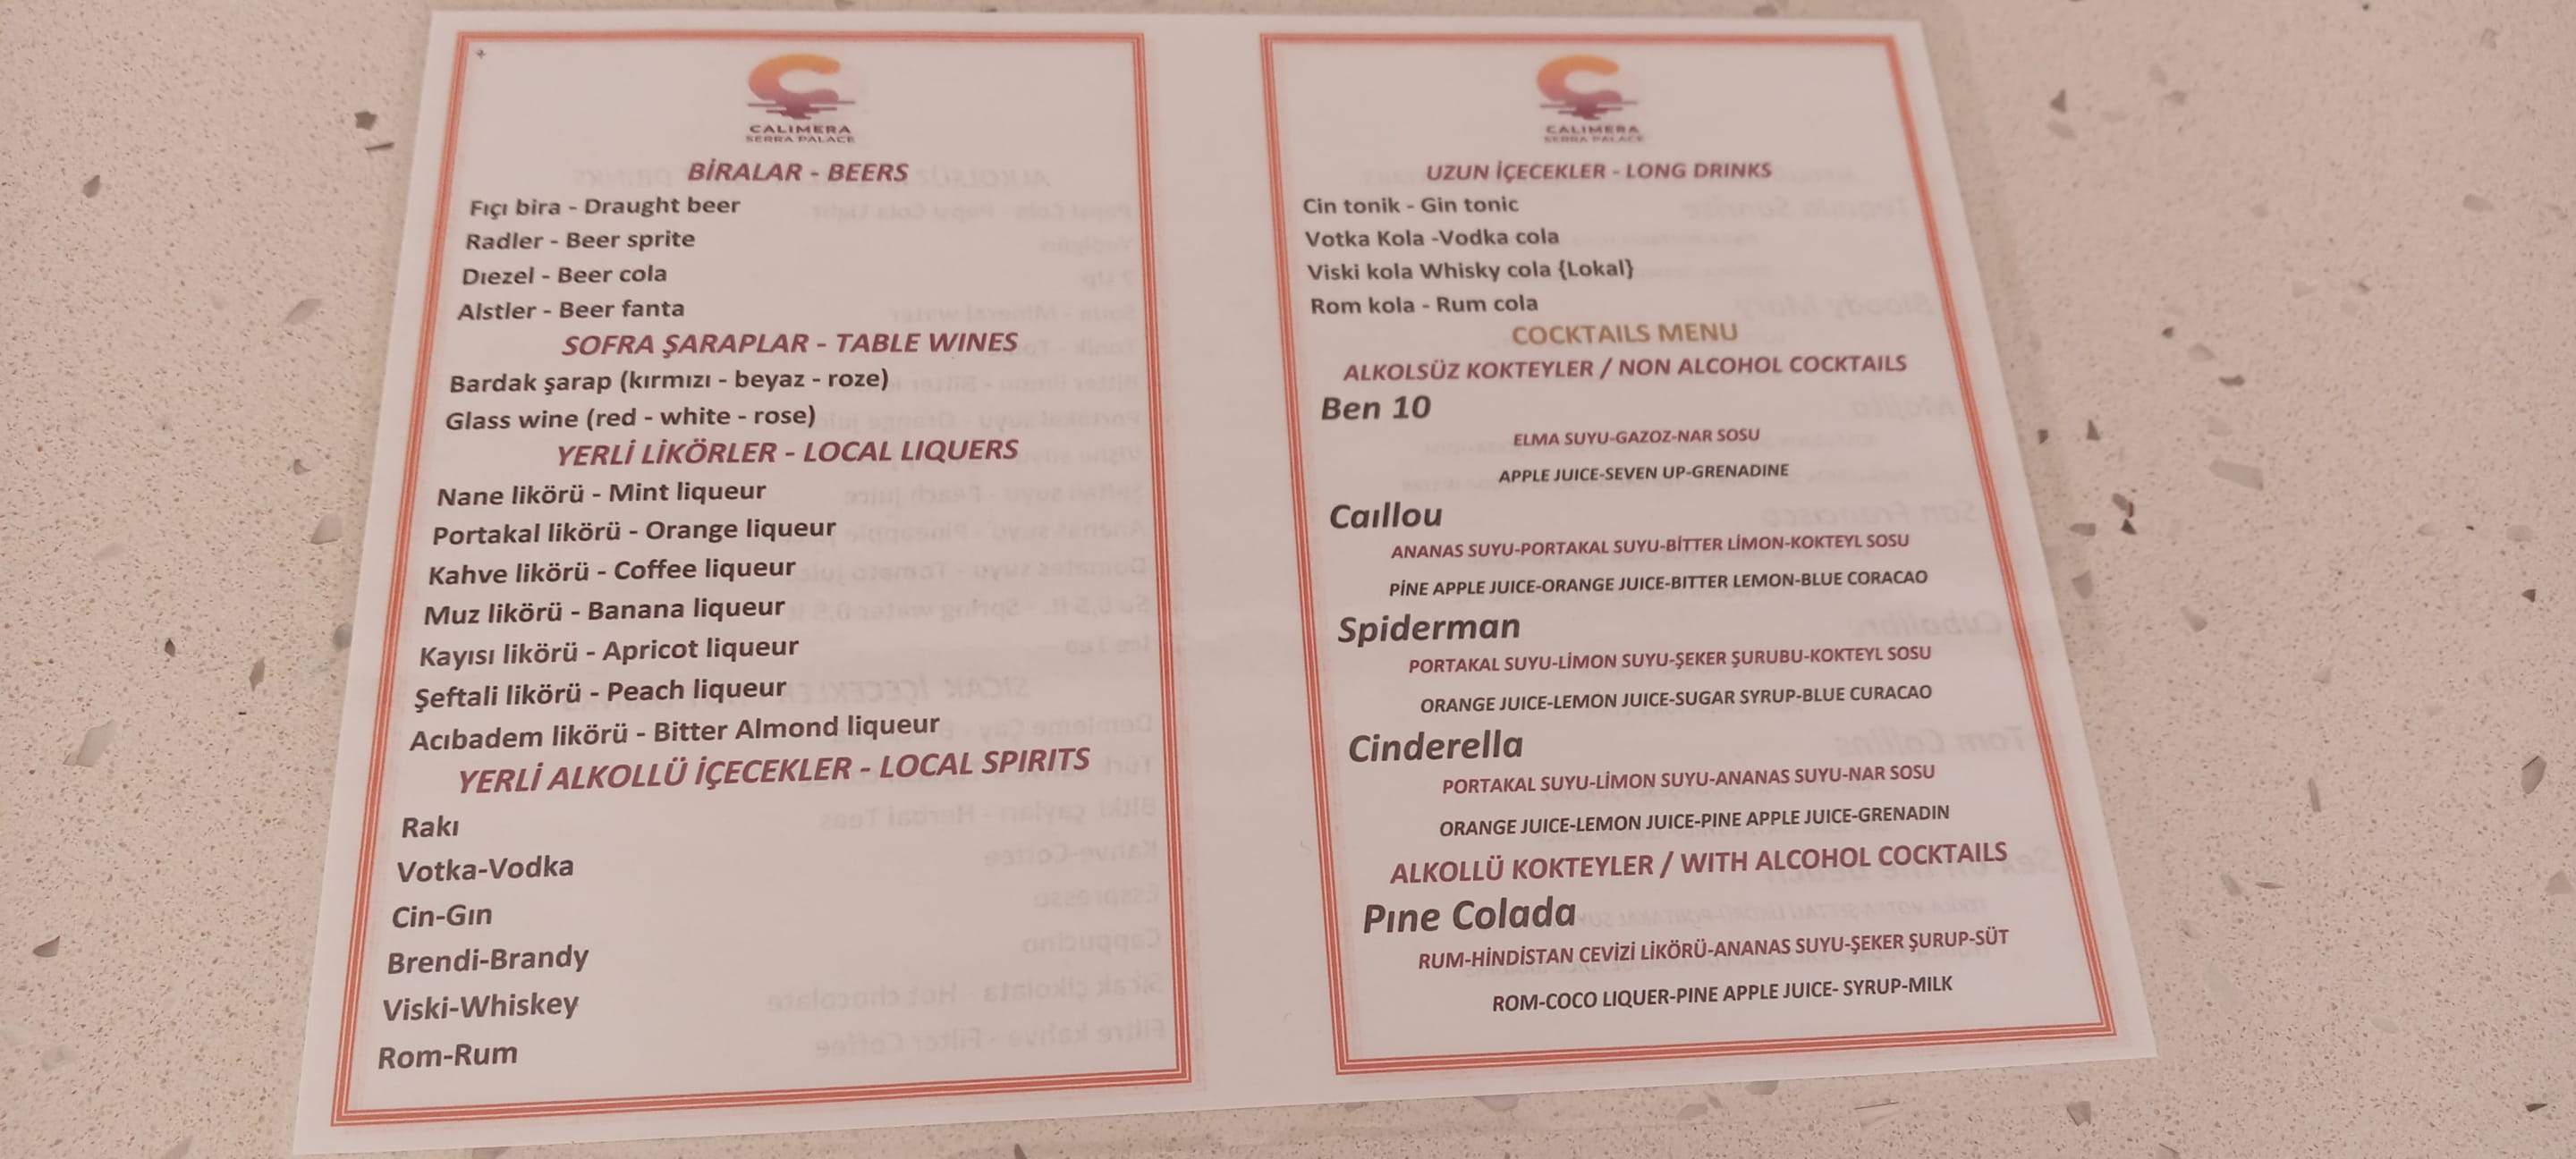 CALIMERA
SERRA PALACE
BİRALAR - BEERS
Fıçı bira - Draught beer
Radler - Beer sprite
Dıezel - Beer cola
Alstler - Beer fanta
SOFRA ŞARAPLAR - TABLE WINES
Bardak şarap (kırmızı - beyaz - roze)
Glass wine (red - white - rose)
YERLİ LİKÖRLER - LOCAL LIQUERS
Nane likörü - Mint liqueur
Portakal likörü - Orange liqueur
Kahve likörü - Coffee liqueur
Muz likörü - Banana liqueur
Kayısı likörü - Apricot liqueur
Şeftali likörü - Peach liqueur
Acıbadem likörü - Bitter Almond liqueur
YERLİ ALKOLLÜ İÇECEKLER - LOCAL SPIRITS
Rakı
Votka-Vodka
Cin-Gın
Brendi-Brandy
Viski-Whiskey
Rom-Rum
CALIMERA
SERRA PALACE
UZUN İÇECEKLER - LONG DRINKS
Cin tonik - Gin tonic
Votka Kola -Vodka cola
Viski kola Whisky cola {Lokal}
Rom kola - Rum cola
COCKTAILS MENU
ALKOLSÜZ KOKTEYLER / NON ALCOHOL COCKTAILS
Ben 10
ELMA SUYU-GAZOZ-NAR SOSU
APPLE JUICE-SEVEN UP-GRENADINE
Caıllou
ANANAS SUYU-PORTAKAL SUYU-BİTTER LİMON-KOKTEYL SOSU
PİNE APPLE JUICE-ORANGE JUICE-BITTER LEMON-BLUE CORACAO
Spiderman
PORTAKAL SUYU-LİMON SUYU-ŞEKER ŞURUBU-KOKTEYL SOSU
ORANGE JUICE-LEMON JUICE-SUGAR SYRUP-BLUE CURACAO
Cinderella
PORTAKAL SUYU-LİMON SUYU-ANANAS SUYU-NAR SOSU
ORANGE JUICE-LEMON JUICE-PINE APPLE JUICE-GRENADIN
ALKOLLÜ KOKTEYLER / WITH ALCOHOL COCKTAILS
Pıne Colada
RUM-HİNDİSTAN CEVİZİ LİKÖRÜ-ANANAS SUYU-ŞEKER ŞURUP-SÜT
ROM-COCO LIQUER-PINE APPLE JUICE- SYRUP-MILK